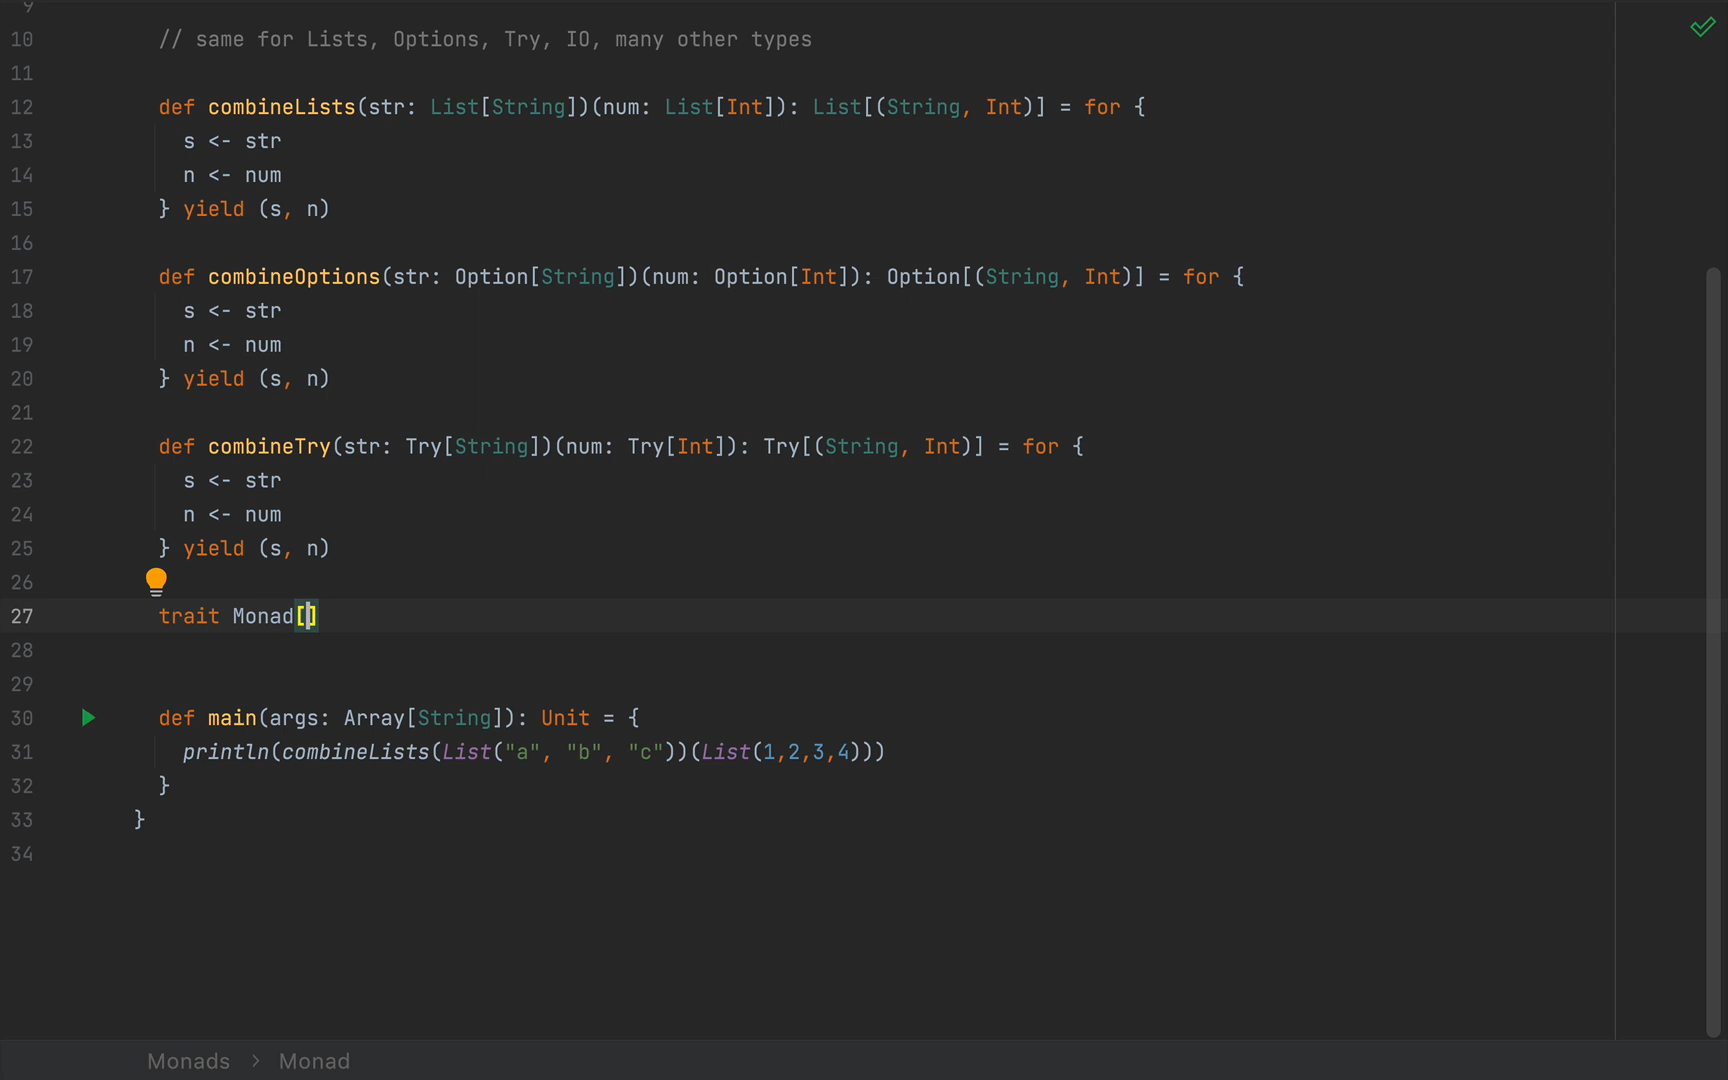 9
10 // same for Lists, Options, Try, IO, many other types
11
12 def combineLists(str: List[String])(num: List[Int]): List[(String, Int)] = for {
13 s <- str
14 n <- num
15 } yield (s, n)
16
17 def combineOptions(str: Option[String])(num: Option[Int]): Option[(String, Int)] = for {
18 s <- str
19 n <- num
20 } yield (s, n)
21
22 def combineTry(str: Try[String])(num: Try[Int]): Try[(String, Int)] = for {
23 s <- str
24 n <- num
25 } yield (s, n)
26
27 trait Monad[]
28
29
30 def main(args: Array[String]): Unit = {
31 println(combineLists(List("a", "b", "c"))(List(1,2,3,4)))
32 }
33 }
34
Monads > Monad